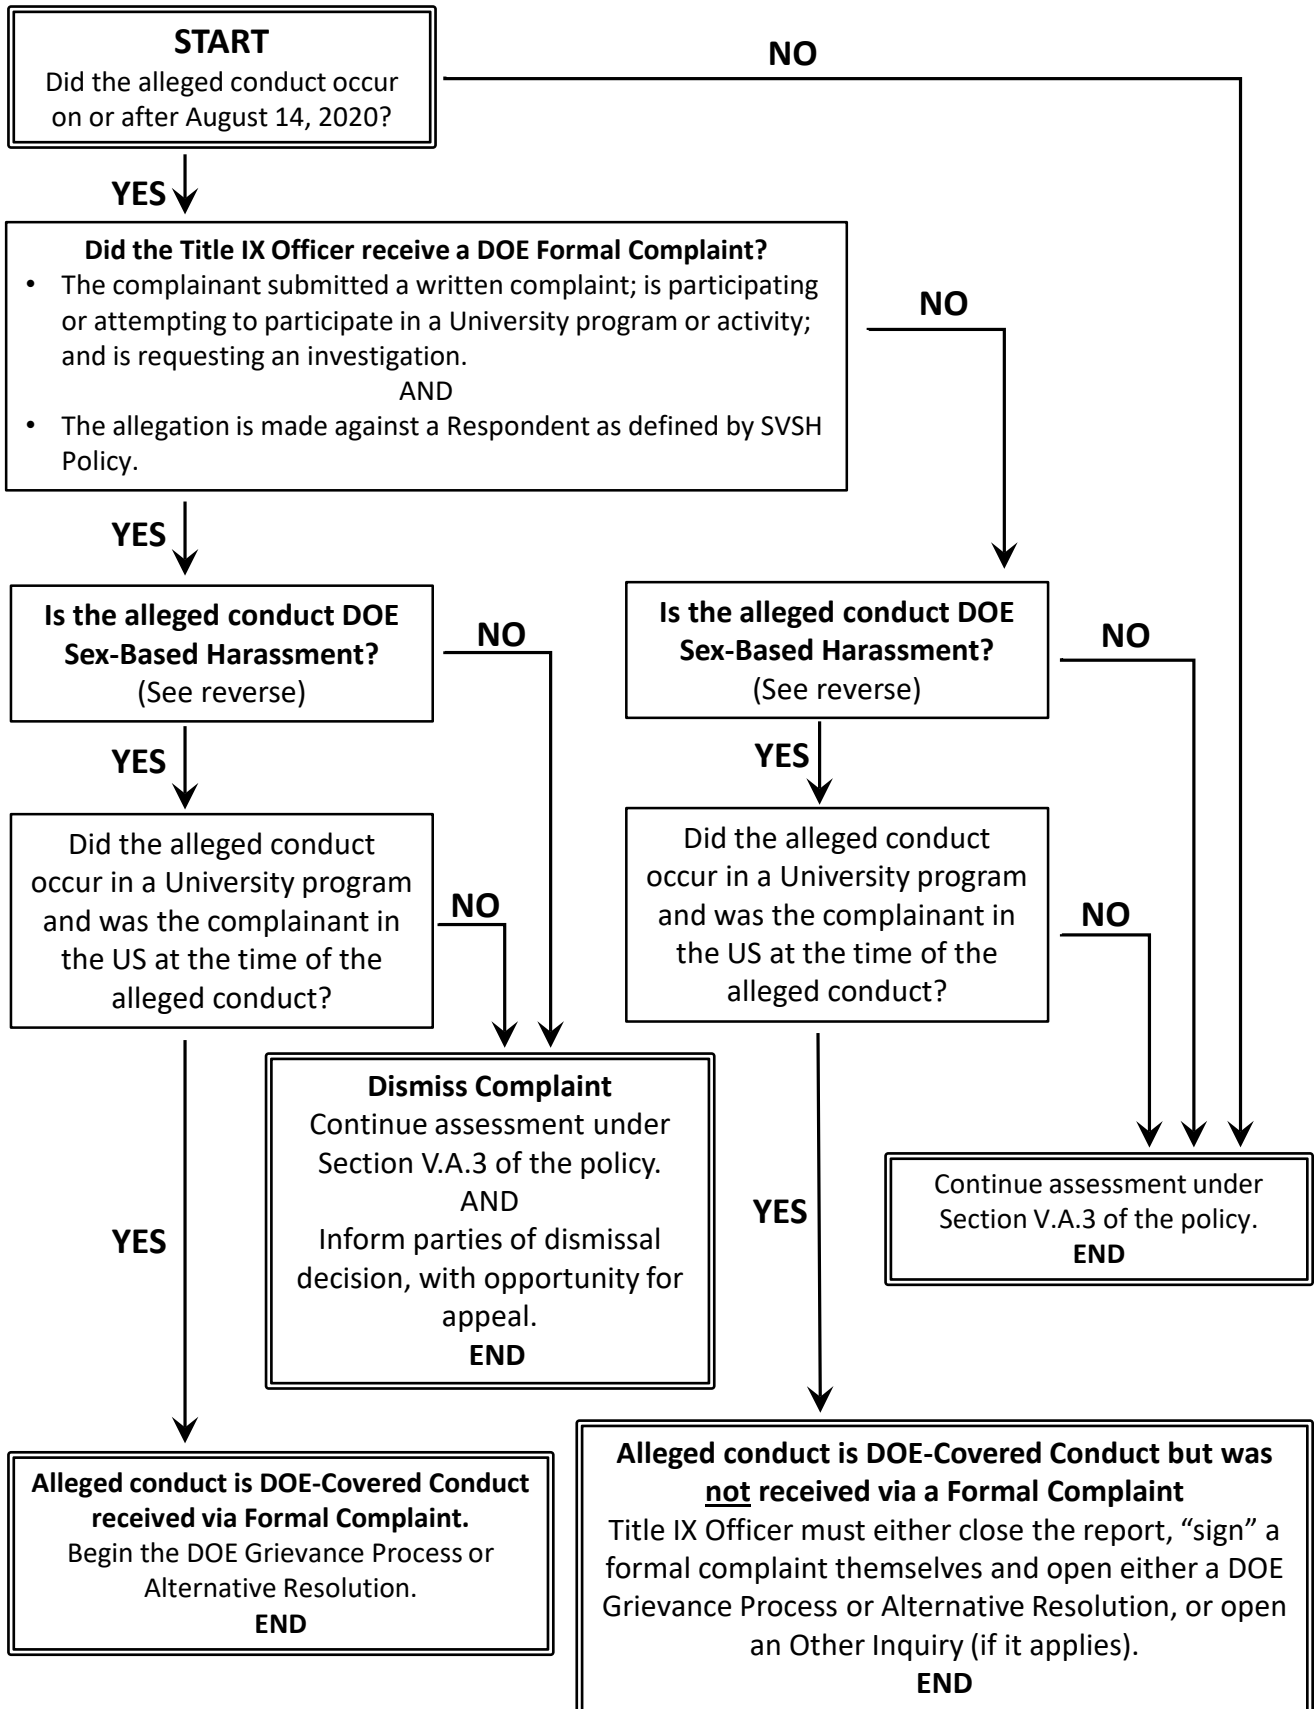 START
Did the alleged conduct occur
on or after August 14, 2020?
NO
YES
Did the Title IX Officer receive a DOE Formal Complaint?
• The complainant submitted a written complaint; is participating
or attempting to participate in a University program or activity;
and is requesting an investigation.
AND
• The allegation is made against a Respondent as defined by SVSH
Policy.
NO
YES
Is the alleged conduct DOE
Sex-Based Harassment?
(See reverse)
NO
Is the alleged conduct DOE
Sex-Based Harassment?
(See reverse)
NO
YES
YES
Did the alleged conduct
occur in a University program
and was the complainant in
the US at the time of the
alleged conduct?
NO
Did the alleged conduct
occur in a University program
and was the complainant in
the US at the time of the
alleged conduct?
NO
Dismiss Complaint
Continue assessment under
Section V.A.3 of the policy.
AND
Inform parties of dismissal
decision, with opportunity for
appeal.
END
Continue assessment under
Section V.A.3 of the policy.
END
YES
YES
Alleged conduct is DOE-Covered Conduct
received via Formal Complaint.
Begin the DOE Grievance Process or
Alternative Resolution.
END
Alleged conduct is DOE-Covered Conduct but was
not received via a Formal Complaint
Title IX Officer must either close the report, “sign” a
formal complaint themselves and open either a DOE
Grievance Process or Alternative Resolution, or open
an Other Inquiry (if it applies).
END